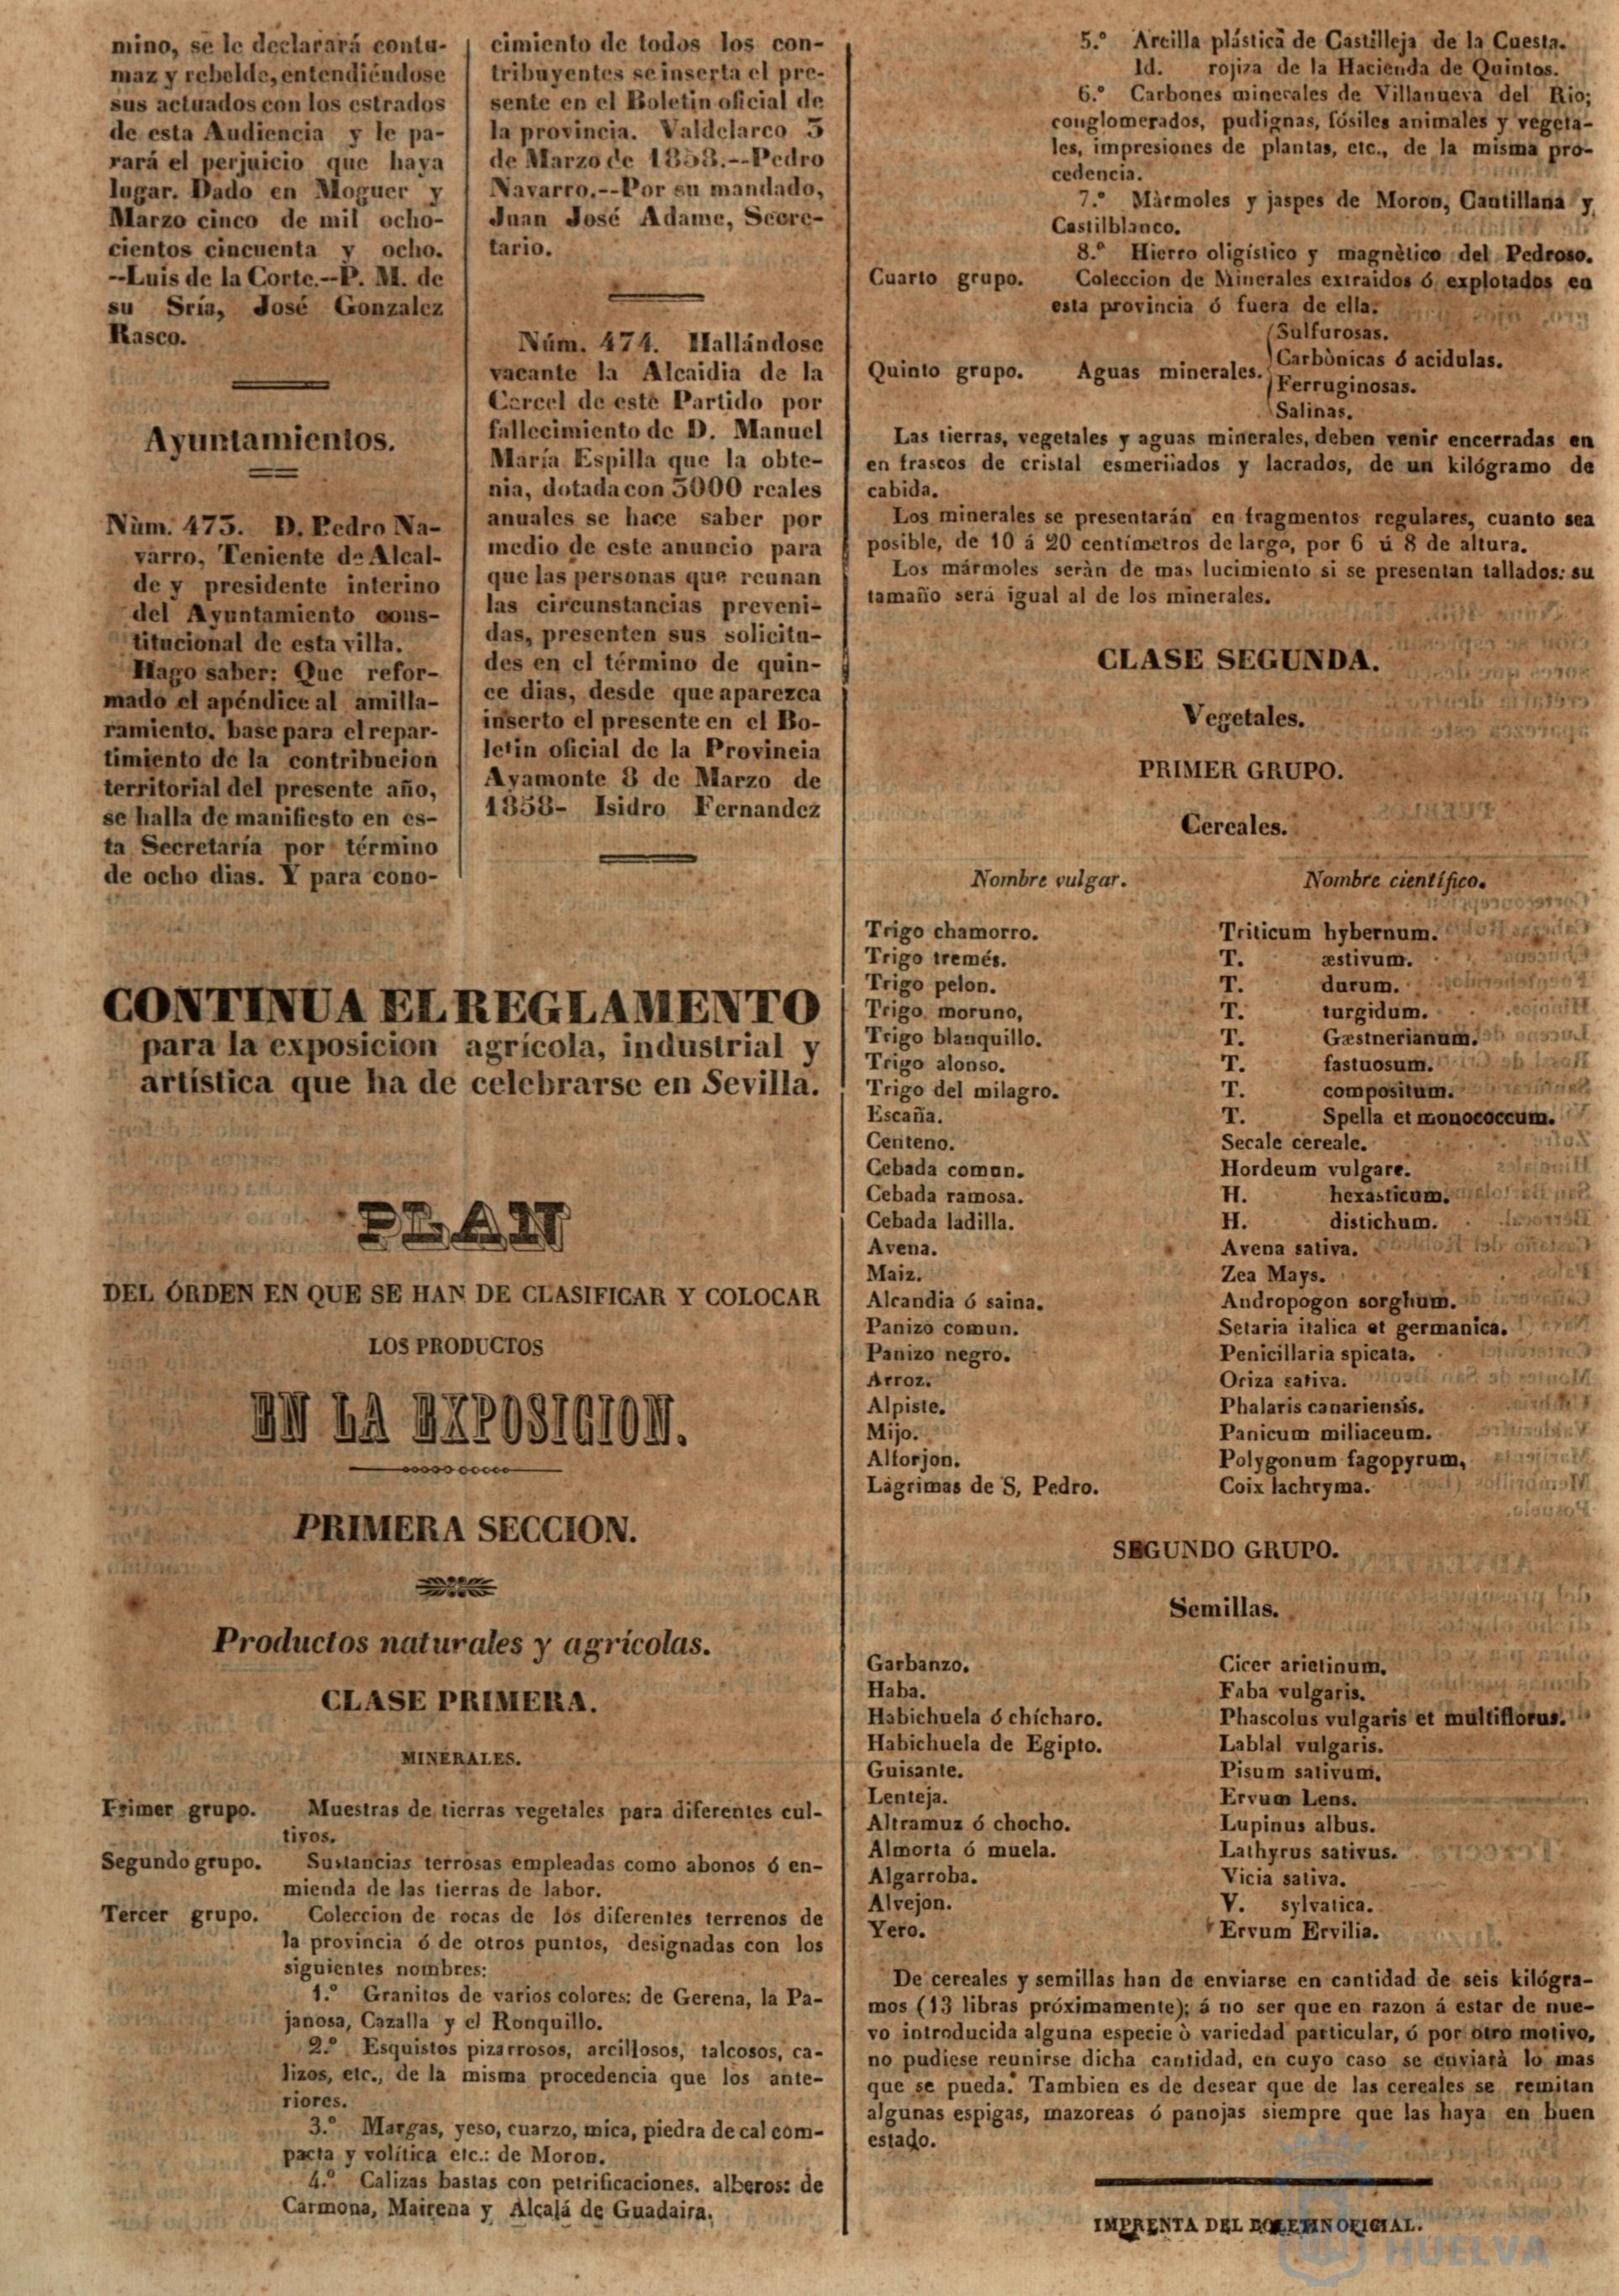 mino, se le declarará contu-
maz y rebelde, entendiéndose
sus actuados con los estrados
de esta Audiencia y le pa-
rará el perjuicio que haya
lugar. Dado en Moguer y
Marzo cinco de mil ocho-
cientos cincuenta y ocho.
--Luis de la Corte.--P. M. de
su Sría, José Gonzalez
Rasco.
Ayuntamientos.
Nùm. 473. D. Pedro Na-
varro, Teniente de Alcal-
de y presidente interino
del Ayuntamiento cons-
titucional de esta villa.
Hago saber: Que refor-
mado el apéndice al amilla-
ramiento, base para el repar-
timiento de la contribucion
territorial del presente año,
se halla de manifiesto en es-
ta Secretaría por término
de ocho dias. Y para cono-
cimiento de todos los con-
tribuyentes se inserta el pre-
sente en el Boletin oficial de
la provincia. Valdelarco 3
de Marzo de 1858.--Pedro
Navarro.--Por su mandado,
Juan José Adame, Secre-
tario.
Núm. 474. Hallándose
vacante la Alcaidia de la
Carcel de este Partido por
fallecimiento de D. Manuel
María Espilla que la obte-
nia, dotada con 3000 reales
anuales se hace saber por
medio de este anuncio para
que las personas que reunan
las circunstancias preveni-
das, presenten sus solicitu-
des en el término de quin-
ce dias, desde que aparezca
inserto el presente en el Bo-
letin oficial de la Provincia
Ayamonte 8 de Marzo de
1858- Isidro Fernandez
CONTINUA EL REGLAMENTO
para la exposicion agrícola, industrial y
artística que ha de celebrarse en Sevilla.
PLAN
DEL ÓRDEN EN QUE SE HAN DE CLASIFICAR Y COLOCAR
LOS PRODUCTOS
EN LA EXPOSICION.
PRIMERA SECCION.
Productos naturales y agrícolas.
CLASE PRIMERA.
MINERALES.
Primer grupo. Muestras de tierras vegetales para diferentes cul-
tivos.
Segundo grupo. Sustancias terrosas empleadas como abonos ó en-
mienda de las tierras de labor.
Tercer grupo. Coleccion de rocas de los diferentes terrenos de
la provincia ó de otros puntos, designadas con los
siguientes nombres:
1.º Granitos de varios colores: de Gerena, la Pa-
janosa, Cazalla y el Ronquillo.
2.º Esquistos pizarrosos, arcillosos, talcosos, ca-
lizos, etc., de la misma procedencia que los ante-
riores.
3.º Margas, yeso, cuarzo, mica, piedra de cal com-
pacta y volítica etc.: de Moron.
4.º Calizas bastas con petrificaciones, alberos: de
Carmona, Mairena y Alcalá de Guadaira.
5.º Arcilla plástica de Castilleja de la Cuesta.
Id. rojiza de la Hacienda de Quintos.
6.º Carbones minerales de Villanueva del Rio;
conglomerados, pudignas, fósiles animales y vegeta-
les, impresiones de plantas, etc., de la misma pro-
cedencia.
7.º Màrmoles y jaspes de Moron, Cantillana y
Castilblanco.
8.º Hierro oligístico y magnètico del Pedroso.
Cuarto grupo. Coleccion de Minerales extraidos ó explotados en
esta provincia ó fuera de ella.
Quinto grupo. Aguas minerales.
Sulfurosas.
Carbònicas ó acidulas.
Ferruginosas.
Salinas.
Las tierras, vegetales y aguas minerales, deben venir encerradas en
en frascos de cristal esmerilados y lacrados, de un kilógramo de
cabida.
Los minerales se presentarán en fragmentos regulares, cuanto sea
posible, de 10 á 20 centímetros de largo, por 6 ú 8 de altura.
Los mármoles seràn de mas lucimiento si se presentan tallados: su
tamaño será igual al de los minerales.
CLASE SEGUNDA.
Vegetales.
PRIMER GRUPO.
Cereales.
Nombre vulgar. Nombre científico.
Trigo chamorro. Triticum hybernum.
Trigo tremés. T. æstivum.
Trigo pelon. T. durum.
Trigo moruno, T. turgidum.
Trigo blanquillo. T. Gæstnerianum.
Trigo alonso. T. fastuosum.
Trigo del milagro. T. compositum.
Escaña. T. Spella et monococcum.
Centeno. Secale cereale.
Cebada comun. Hordeum vulgare.
Cebada ramosa. H. hexasticum.
Cebada ladilla. H. distichum.
Avena. Avena sativa.
Maiz. Zea Mays.
Alcandia ó saina. Andropogon sorghum.
Panizo comun. Setaria italica et germanica.
Panizo negro. Penicillaria spicata.
Arroz. Oriza sativa.
Alpiste. Phalaris canariensis.
Mijo. Panicum miliaceum.
Alforjon. Polygonum fagopyrum,
Lágrimas de S, Pedro. Coix lachryma.
SEGUNDO GRUPO.
Semillas.
Garbanzo. Cicer arietinum.
Haba. Faba vulgaris.
Habichuela ó chícharo. Phascolus vulgaris et multiflorus.
Habichuela de Egipto. Lablal vulgaris.
Guisante. Pisum sativum.
Lenteja. Ervum Lens.
Altramuz ó chocho. Lupinus albus.
Almorta ó muela. Lathyrus sativus.
Algarroba. Vicia sativa.
Alvejon. V. sylvatica.
Yero. Ervum Ervilia.
De cereales y semillas han de enviarse en cantidad de seis kilógra-
mos (13 libras próximamente); á no ser que en razon á estar de nue-
vo introducida alguna especie ò variedad particular, ó por otro motivo,
no pudiese reunirse dicha cantidad, en cuyo caso se enviarà lo mas
que se pueda. Tambien es de desear que de las cereales se remitan
algunas espigas, mazoreas ó panojas siempre que las haya en buen
estado.
IMPRENTA DEL BOLETIN OFICIAL.
HUELVA